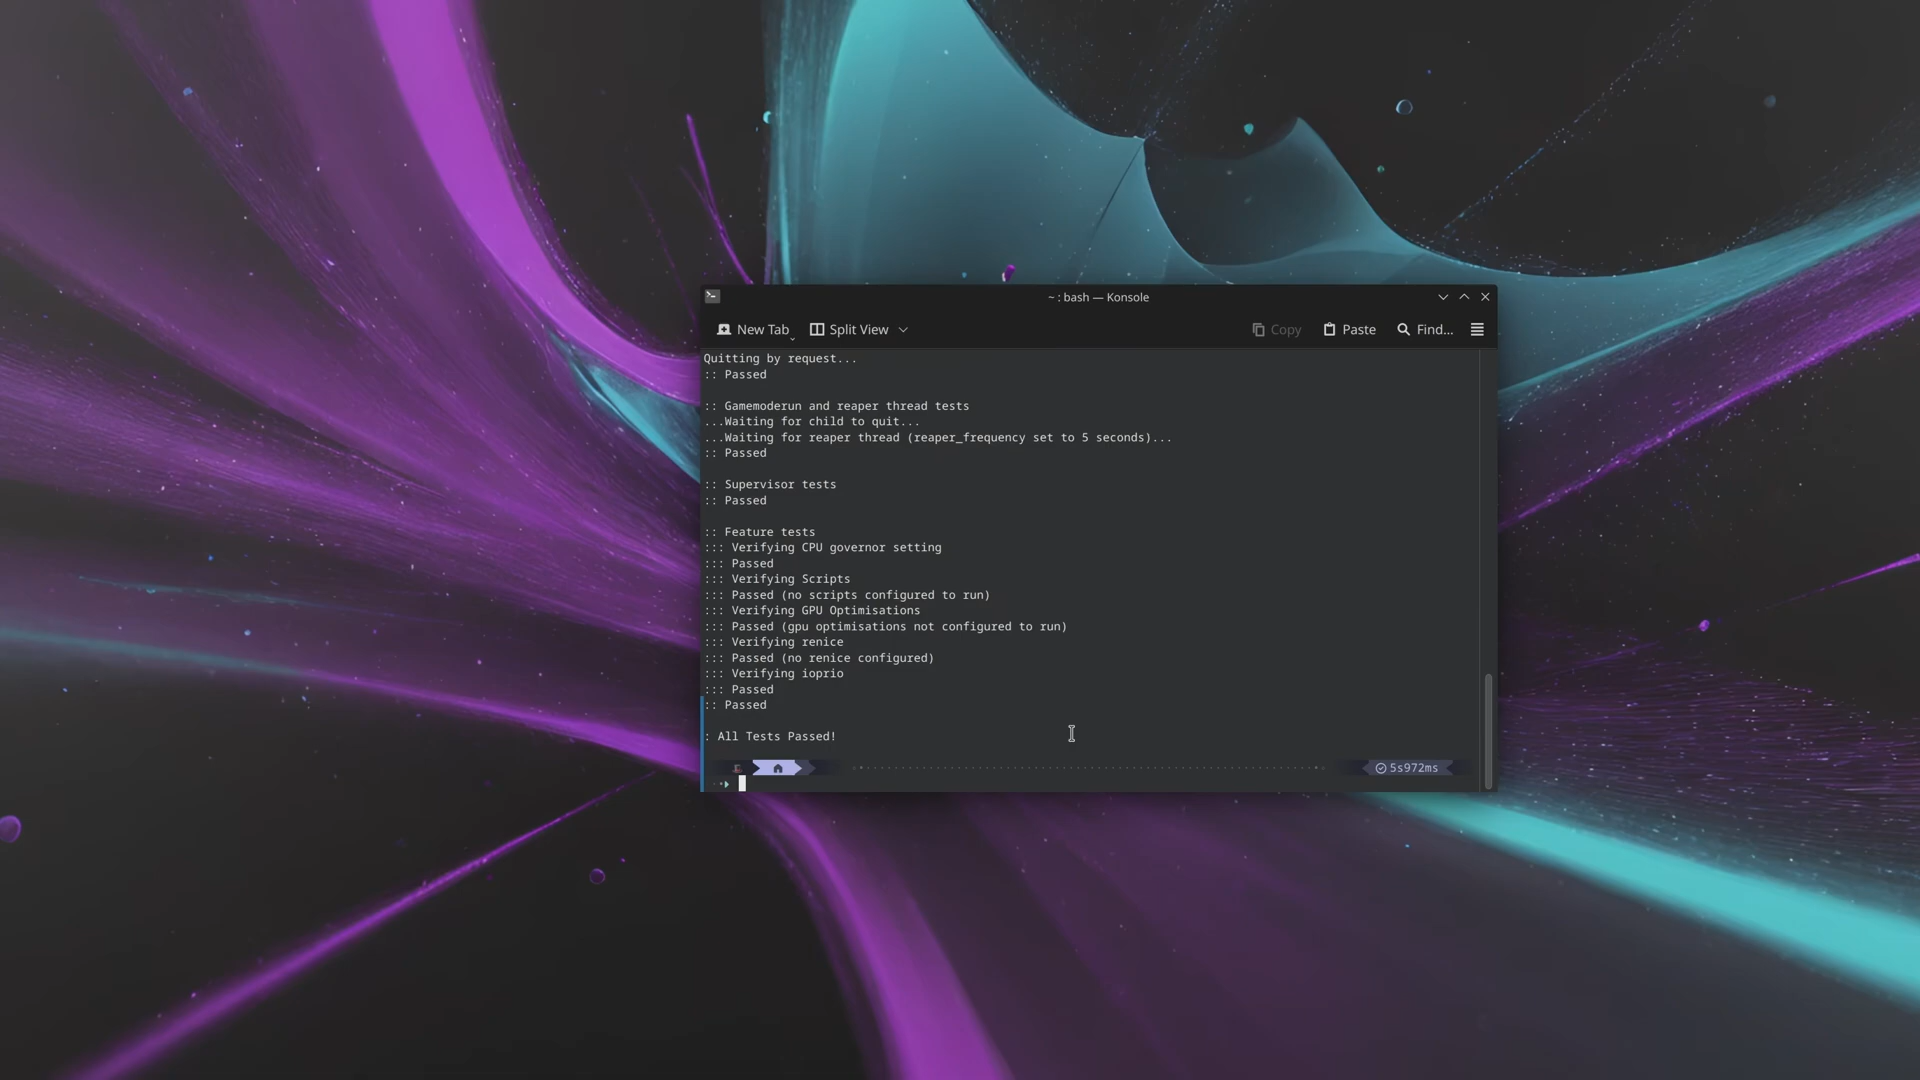 ~ : bash — Konsole
New Tab Split View Copy Paste Find...
Quitting by request...
:: Passed
:: Gamemoderun and reaper thread tests
...Waiting for child to quit...
...Waiting for reaper thread (reaper_frequency set to 5 seconds)...
:: Passed
:: Supervisor tests
:: Passed
:: Feature tests
::: Verifying CPU governor setting
::: Passed
::: Verifying Scripts
::: Passed (no scripts configured to run)
::: Verifying GPU Optimisations
::: Passed (gpu optimisations not configured to run)
::: Verifying renice
::: Passed (no renice configured)
::: Verifying ioprio
::: Passed
:: Passed
: All Tests Passed!
5s972ms